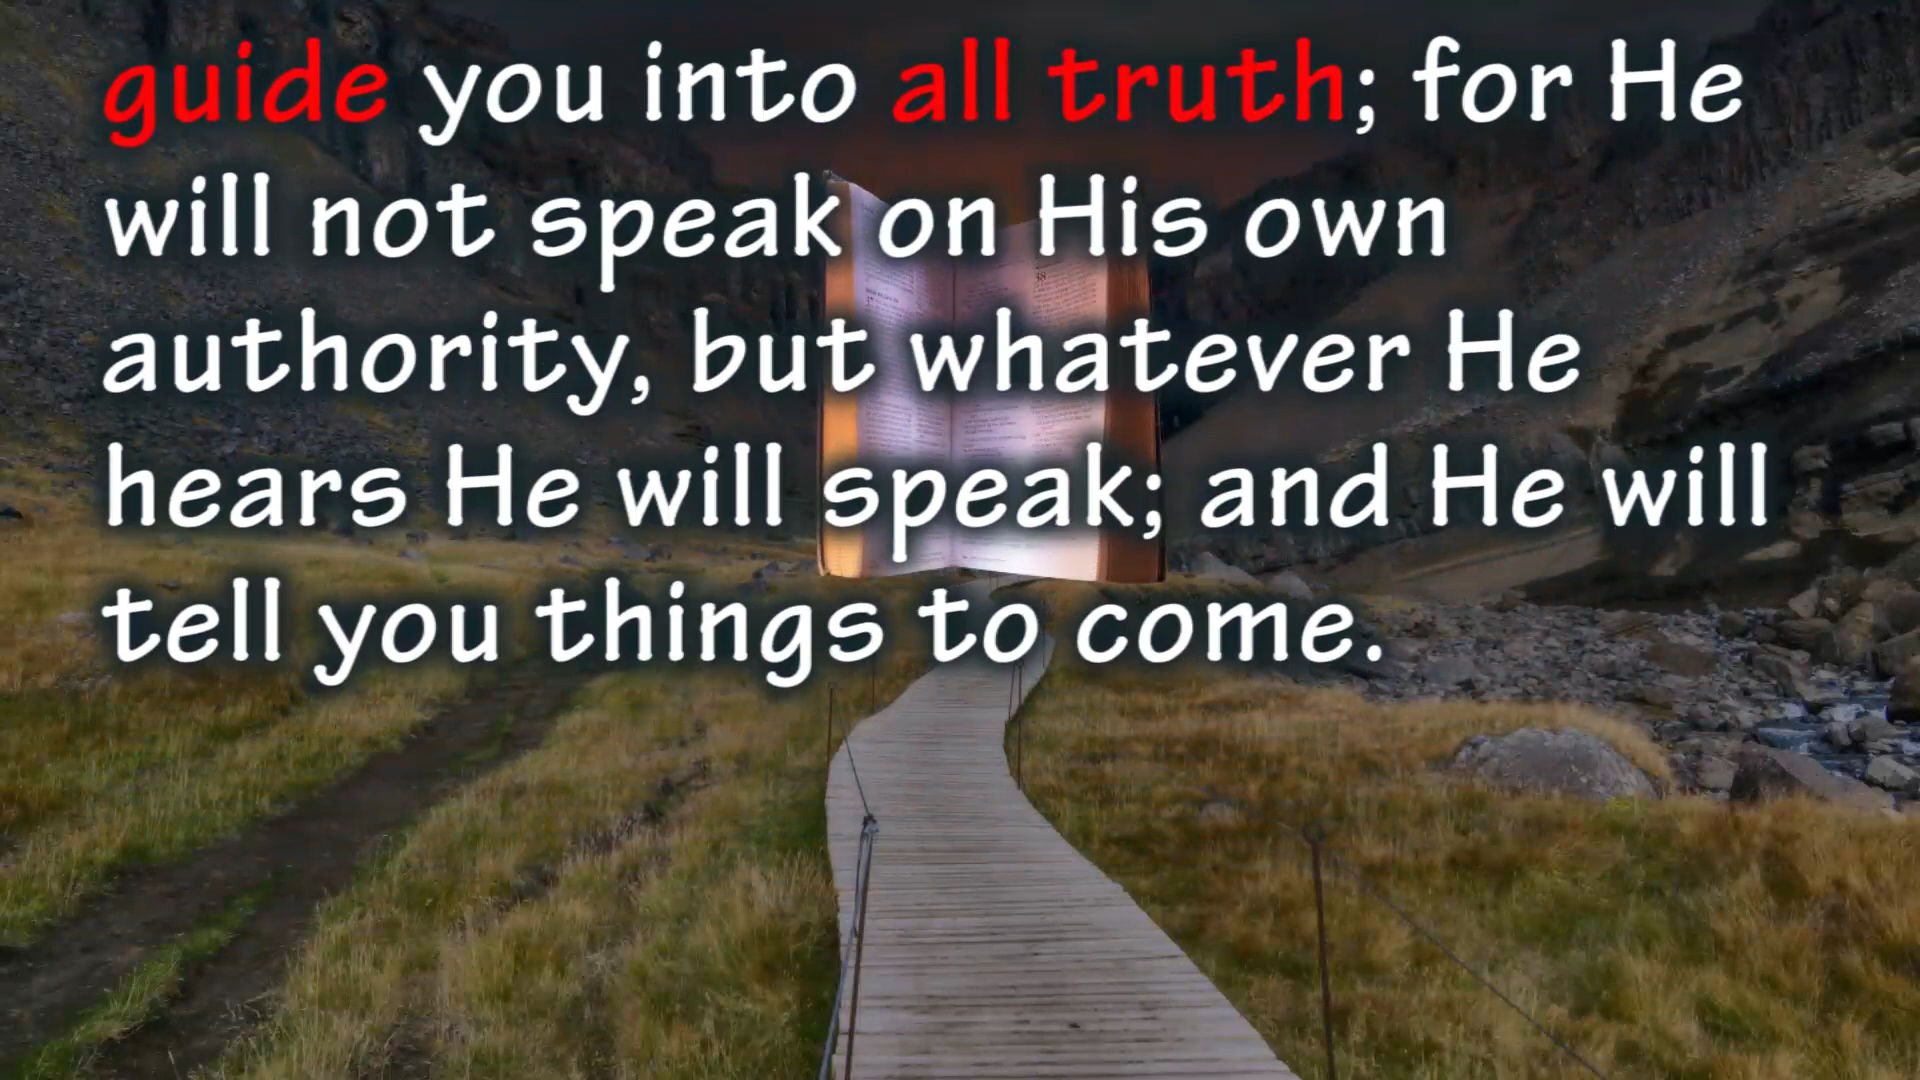 guide you into all truth; for He
will not speak on His own
authority, but whatever He
hears He will speak; and He will
tell you things to come.